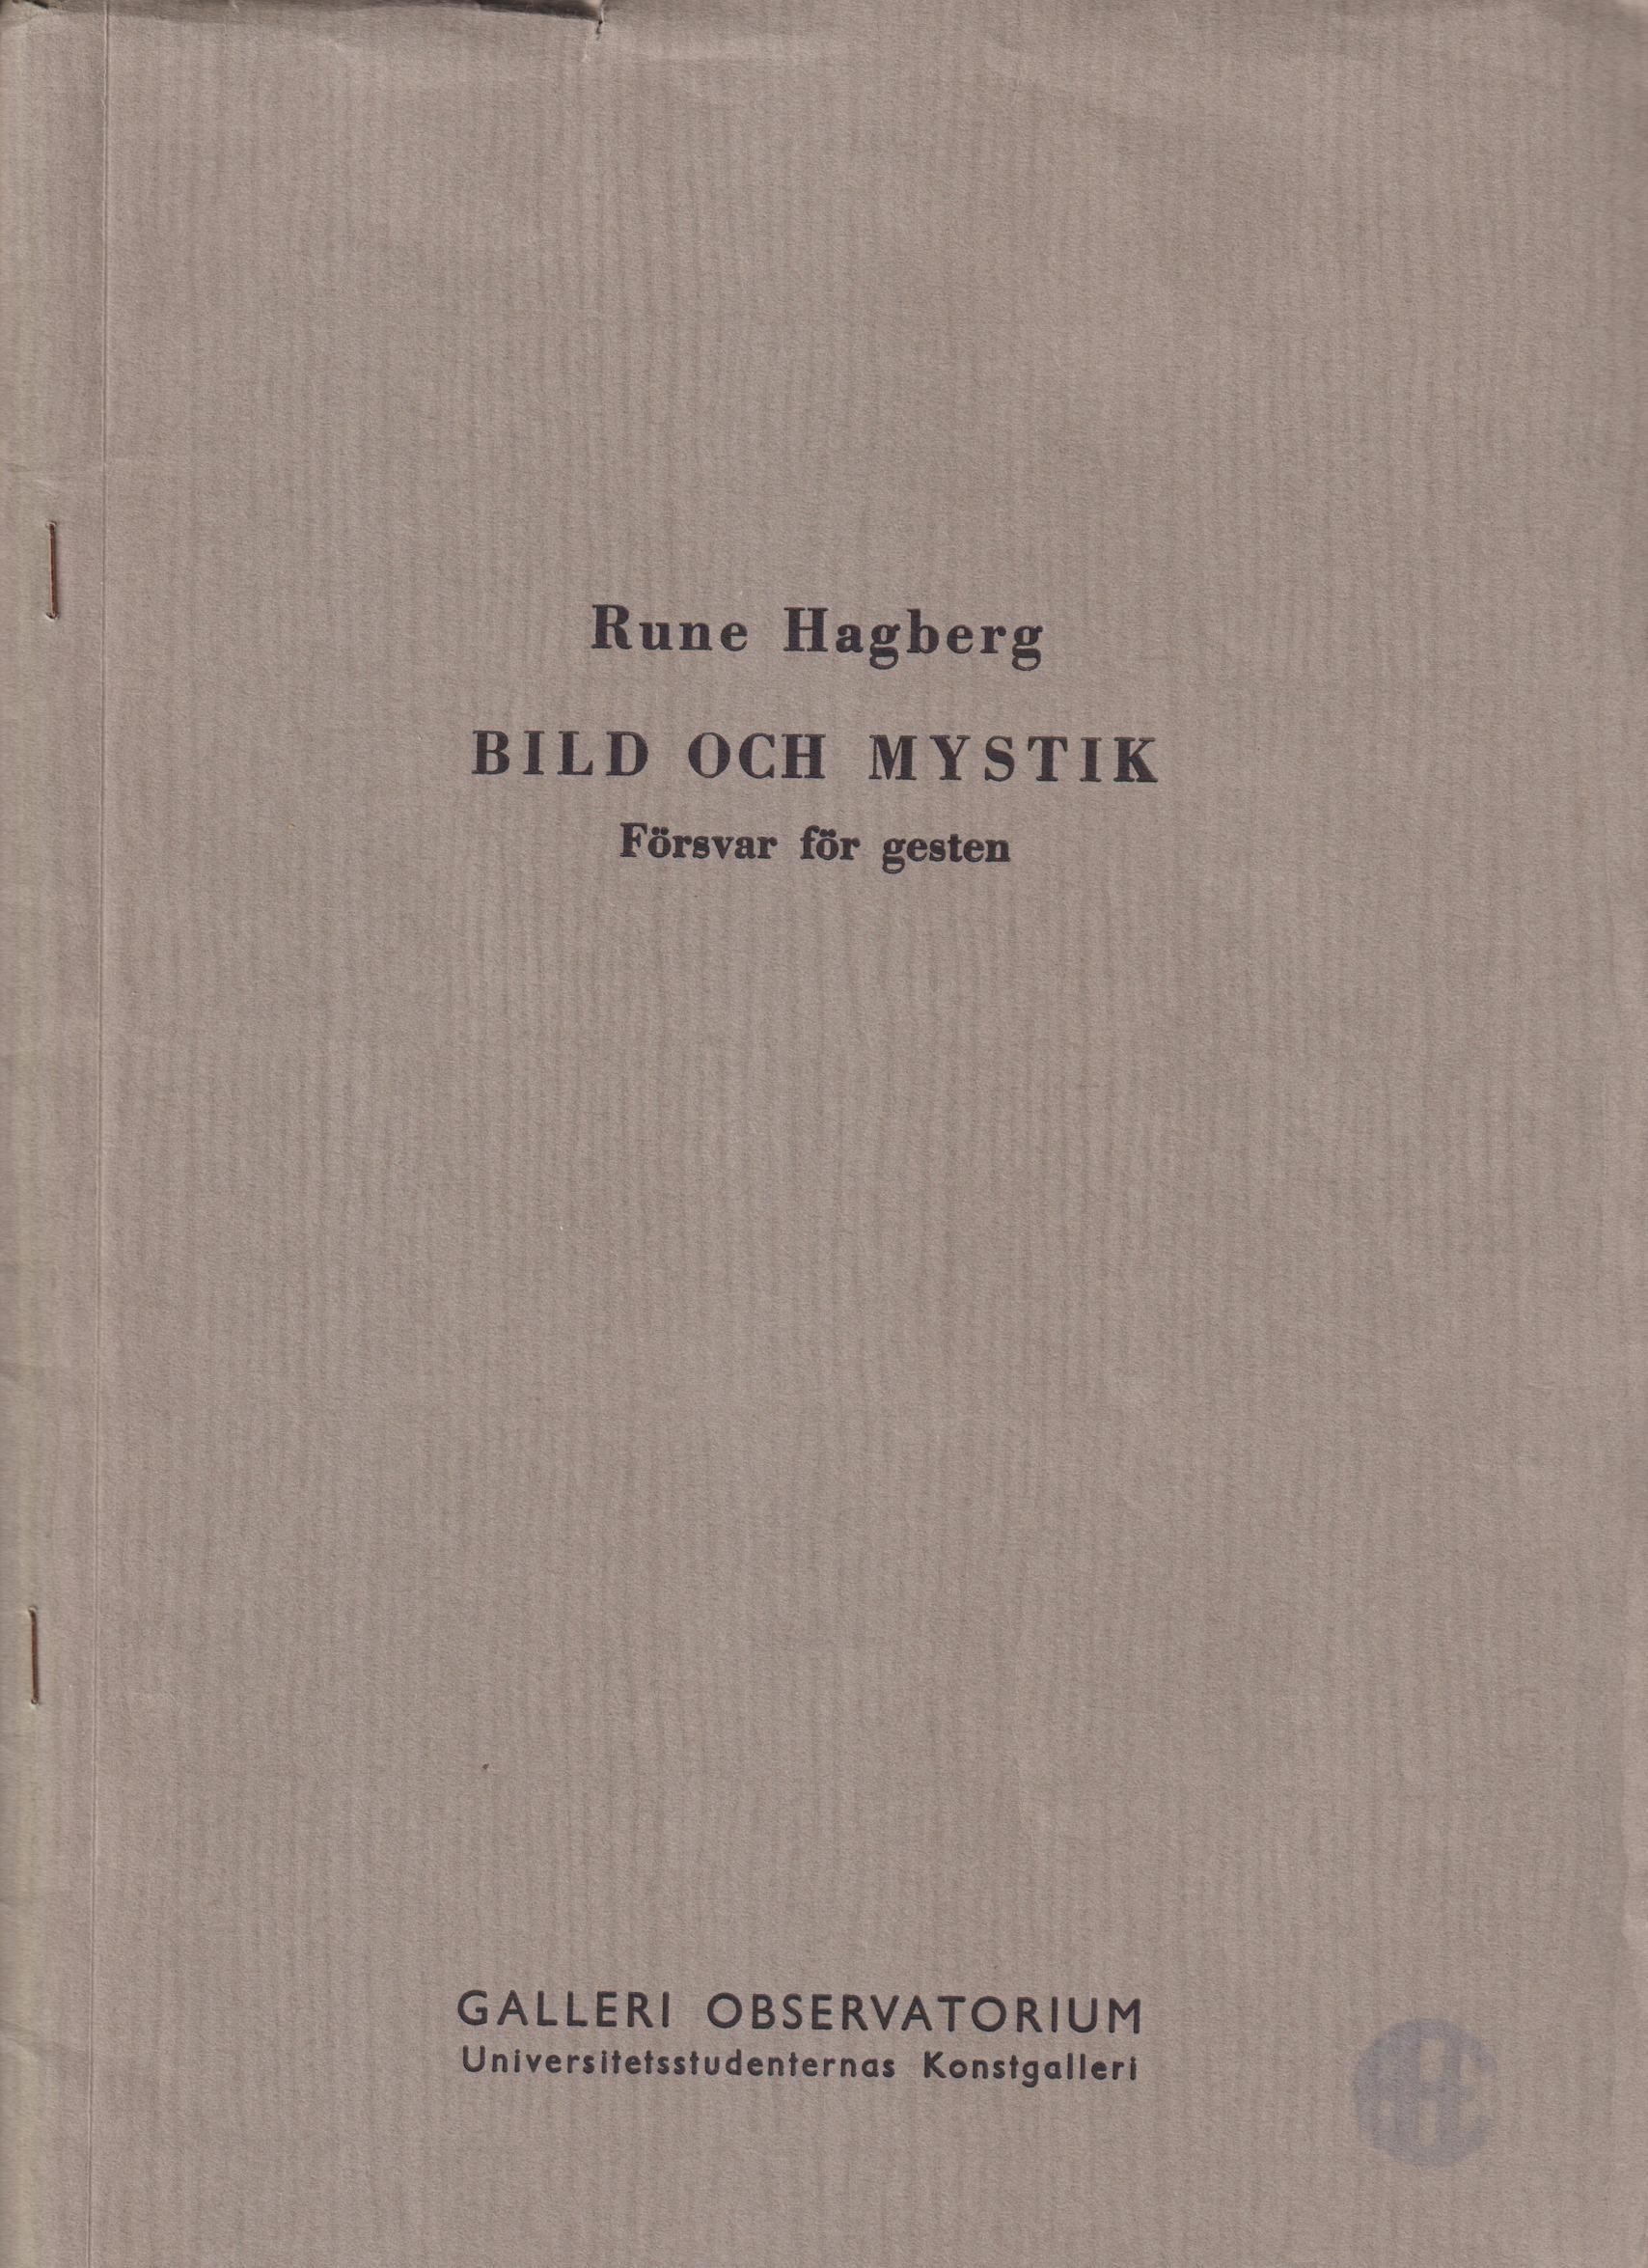 Rune Hagberg
BILD OCH MYSTIK
Försvar för gesten
GALLERI OBSERVATORIUM
Universitetsstudenternas Konstgalleri